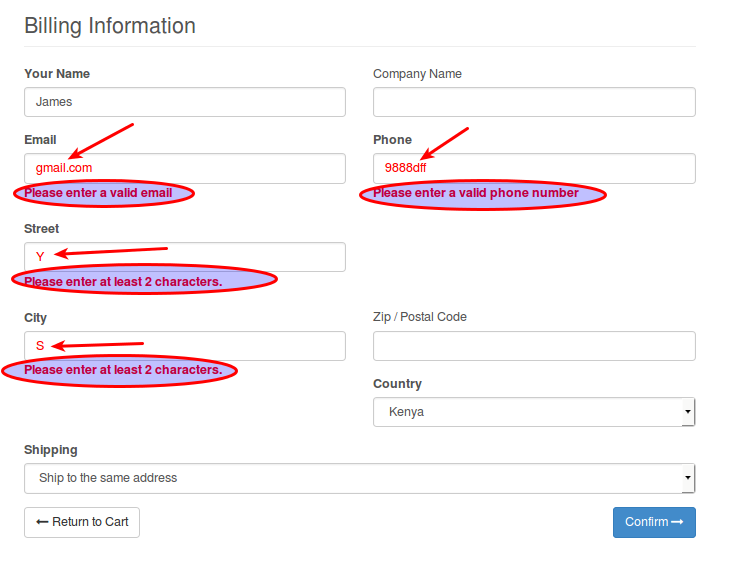 Billing Information
Your Name
Company Name
James
Email
Phone
gmail.com
9888dff
Please enter a valid email
Please enter a valid phone number
Street
Y
Please enter at least 2 characters.
City
Zip / Postal Code
S
Please enter at least 2 characters.
Country
Kenya
Shipping
Ship to the same address
Return to Cart
Confirm